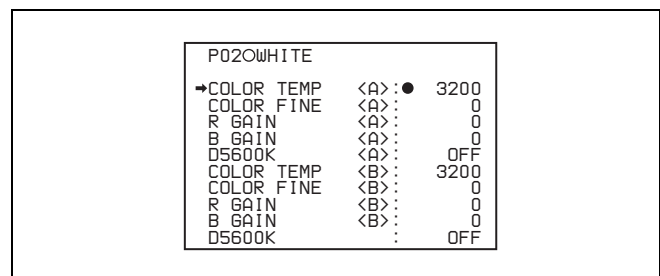 P02○WHITE
➡COLOR TEMP <A>:● 3200
COLOR FINE <A>: 0
R GAIN <A>: 0
B GAIN <A>: 0
D5600K <A>: OFF
COLOR TEMP <B>: 3200
COLOR FINE <B>: 0
R GAIN <B>: 0
B GAIN <B>: 0
D5600K : OFF